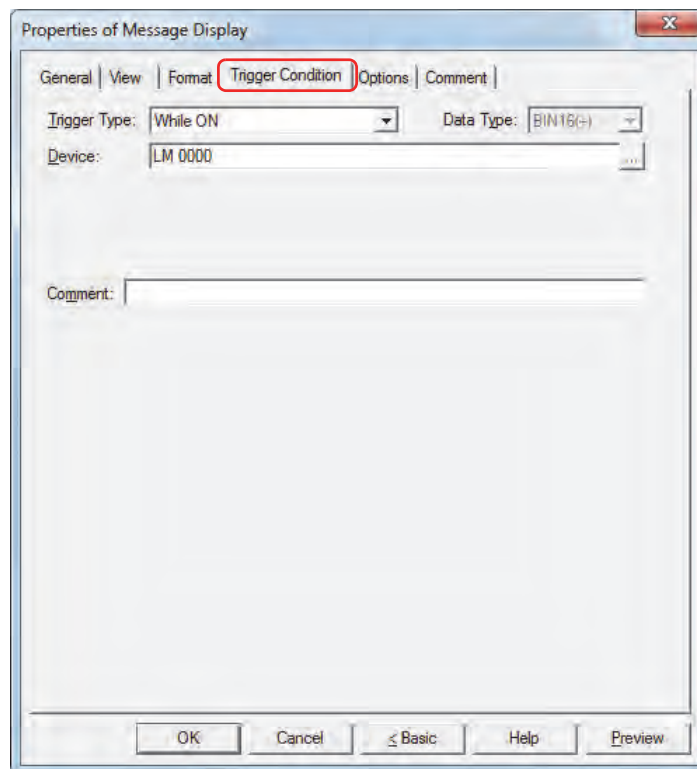 Properties of Message Display
General View Format Trigger Condition Options Comment
Trigger Type: While ON Data Type: BIN16(+)
Device: LM 0000 ...
Comment:
OK Cancel < Basic Help Preview